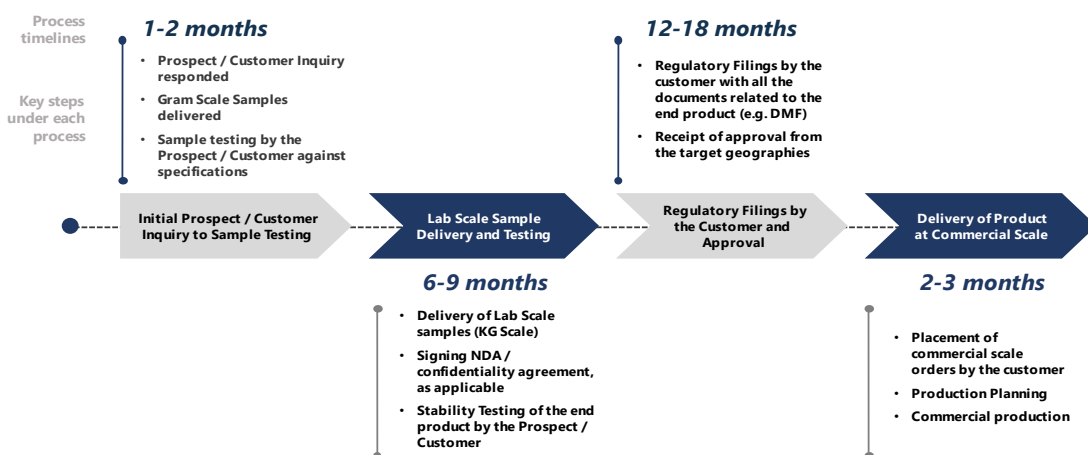 Process
timelines
Key steps
under each
process
1-2 months
• Prospect / Customer Inquiry
responded
• Gram Scale Samples
delivered
• Sample testing by the
Prospect / Customer against
specifications
12-18 months
• Regulatory Filings by the
customer with all the
documents related to the
end product (e.g. DMF)
• Receipt of approval from
the target geographies
Initial Prospect / Customer
Inquiry to Sample Testing
Lab Scale Sample
Delivery and Testing
Regulatory Filings by
the Customer and
Approval
Delivery of Product
at Commercial Scale
6-9 months
• Delivery of Lab Scale
samples (KG Scale)
• Signing NDA /
confidentiality agreement,
as applicable
• Stability Testing of the end
product by the Prospect /
Customer
2-3 months
• Placement of
commercial scale
orders by the customer
• Production Planning
• Commercial production